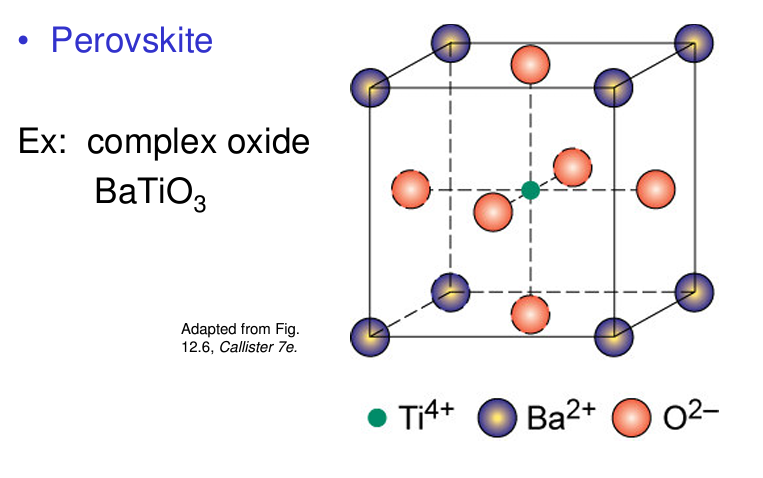 • Perovskite
Ex: complex oxide
BaTiO₃
Adapted from Fig.
12.6, Callister 7e.
Ti⁴⁺ Ba²⁺ O²⁻